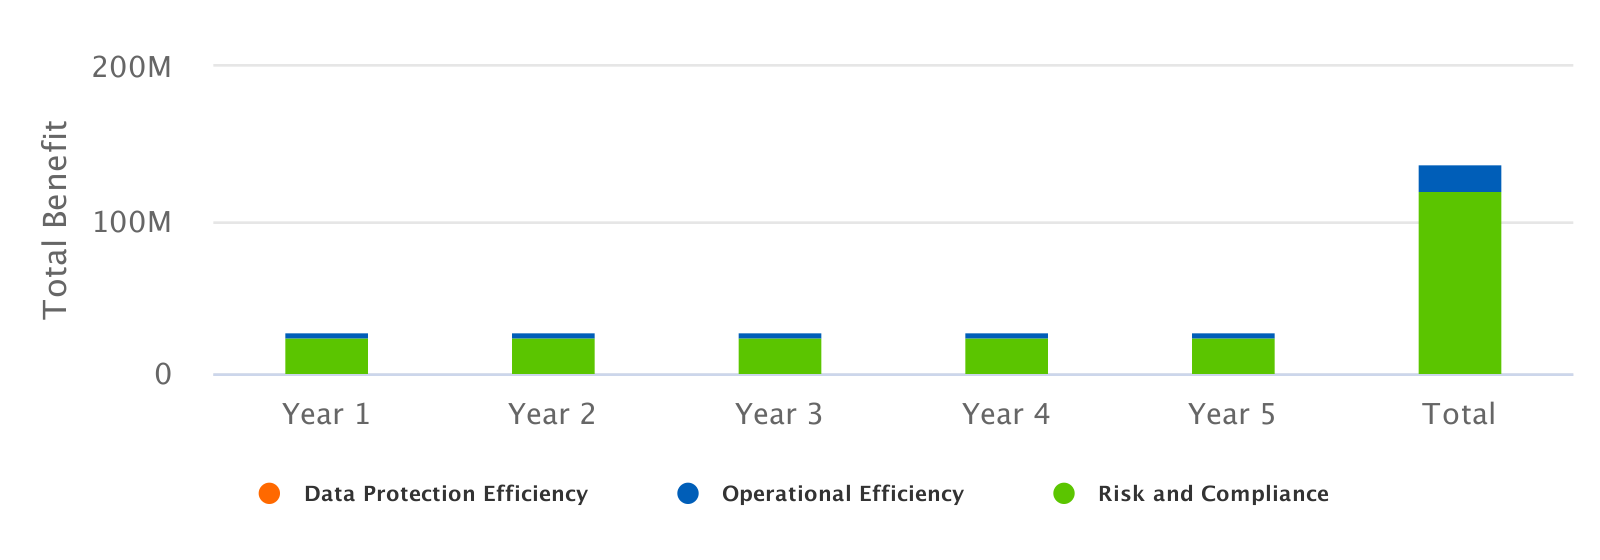 Total Benefit
200M
100M
0
Year 1 Year 2 Year 3 Year 4 Year 5 Total
Data Protection Efficiency Operational Efficiency Risk and Compliance